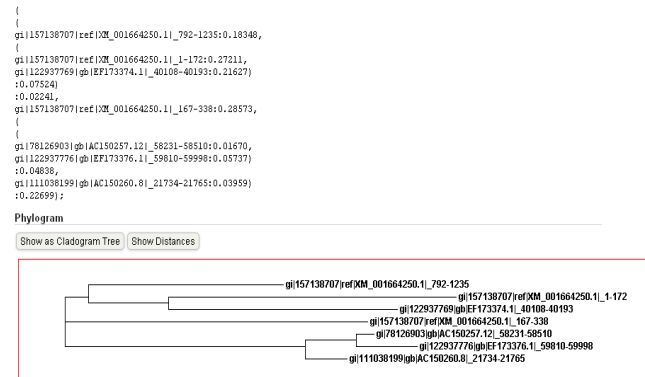 (
(
gi|157138707|ref|XM_001664250.1|_792-1235:0.18348,
(
gi|157138707|ref|XM_001664250.1|_1-172:0.27211,
gi|122937769|gb|EF173374.1|_40108-40193:0.21627)
:0.07524)
:0.02241,
gi|157138707|ref|XM_001664250.1|_167-338:0.28573,
(
(
gi|78126903|gb|AC150257.12|_58231-58510:0.01670,
gi|122937776|gb|EF173376.1|_59810-59998:0.05737)
:0.04838,
gi|111038199|gb|AC150260.8|_21734-21765:0.03959)
:0.22699);
Phylogram
Show as Cladogram Tree Show Distances
gi|157138707|ref|XM_001664250.1|_792-1235
gi|157138707|ref|XM_001664250.1|_1-172
gi|122937769|gb|EF173374.1|_40108-40193
gi|157138707|ref|XM_001664250.1|_167-338
gi|78126903|gb|AC150257.12|_58231-58510
gi|122937776|gb|EF173376.1|_59810-59998
gi|111038199|gb|AC150260.8|_21734-21765